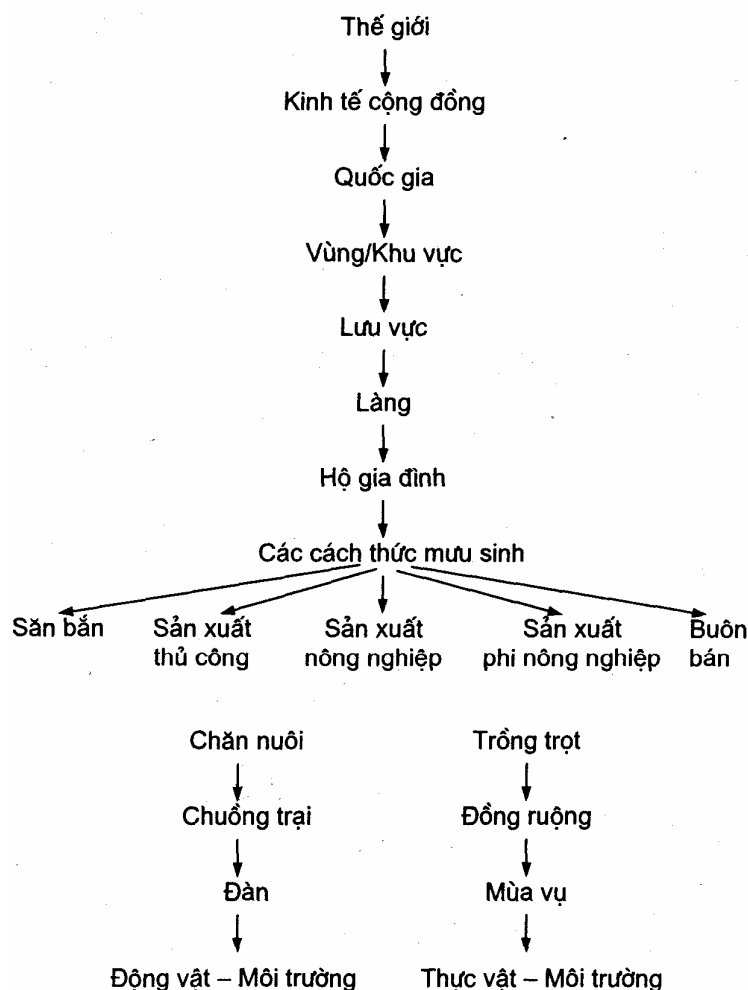 Thế giới
Kinh tế cộng đồng
Quốc gia
Vùng/Khu vực
Lưu vực
Làng
Hộ gia đình
Các cách thức mưu sinh
Săn bắn
Sản xuất
thủ công
Sản xuất
nông nghiệp
Sản xuất
phi nông nghiệp
Buôn
bán
Chăn nuôi
Trồng trọt
Chuồng trại
Đồng ruộng
Đàn
Mùa vụ
Động vật – Môi trường
Thực vật – Môi trường